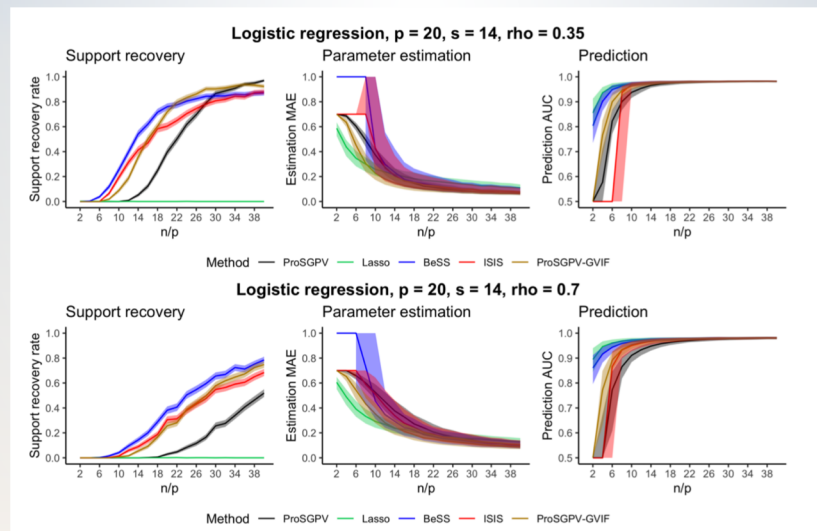 Logistic regression, p = 20, s = 14, rho = 0.35
Support recovery Parameter estimation Prediction
Support recovery rate
1.0
0.8
0.6
0.4
0.2
0.0
2 6 10 14 18 22 26 30 34 38
n/p
Estimation MAE
1.0
0.8
0.6
0.4
0.2
0.0
2 6 10 14 18 22 26 30 34 38
n/p
Prediction AUC
1.0
0.9
0.8
0.7
0.6
0.5
2 6 10 14 18 22 26 30 34 38
n/p
Method ProSGPV Lasso BeSS ISIS ProSGPV-GVIF
Logistic regression, p = 20, s = 14, rho = 0.7
Support recovery Parameter estimation Prediction
Support recovery rate
1.0
0.8
0.6
0.4
0.2
0.0
2 6 10 14 18 22 26 30 34 38
n/p
Estimation MAE
1.0
0.8
0.6
0.4
0.2
0.0
2 6 10 14 18 22 26 30 34 38
n/p
Prediction AUC
1.0
0.9
0.8
0.7
0.6
0.5
2 6 10 14 18 22 26 30 34 38
n/p
Method ProSGPV Lasso BeSS ISIS ProSGPV-GVIF